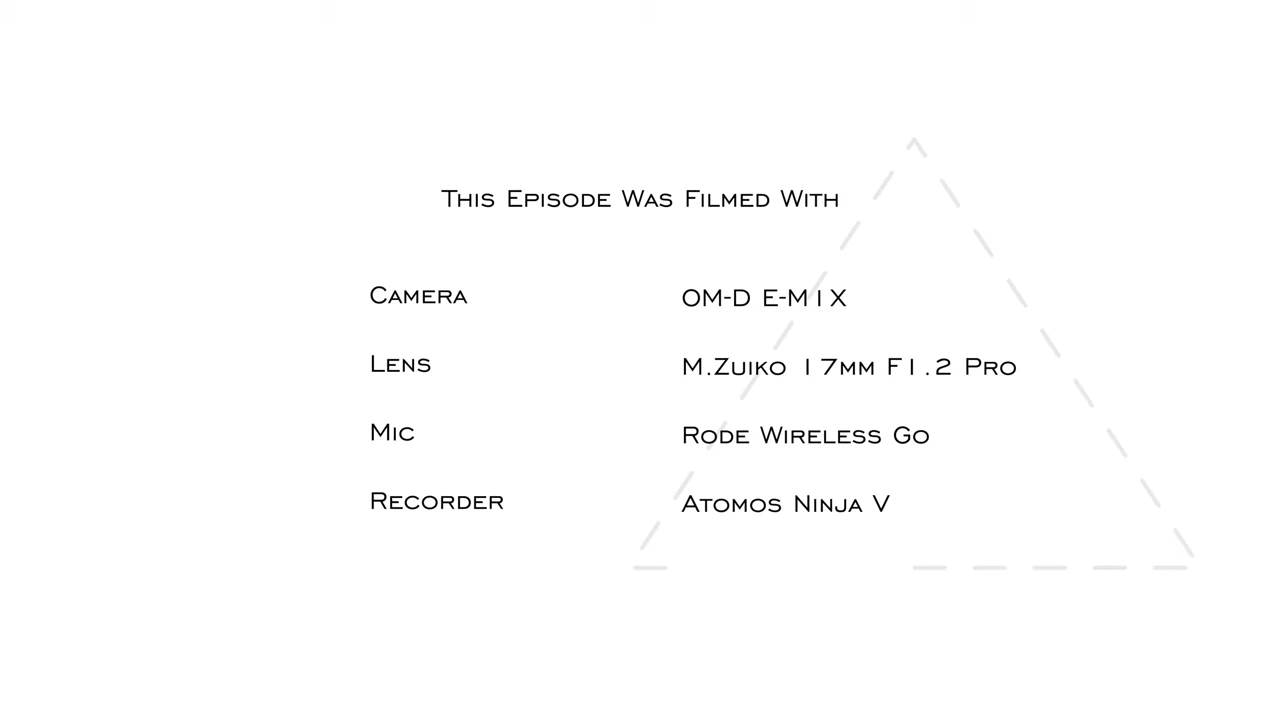 This Episode Was Filmed With
Camera OM-D E-M1X
Lens M.Zuiko 17mm F1.2 Pro
Mic Rode Wireless Go
Recorder Atomos Ninja V